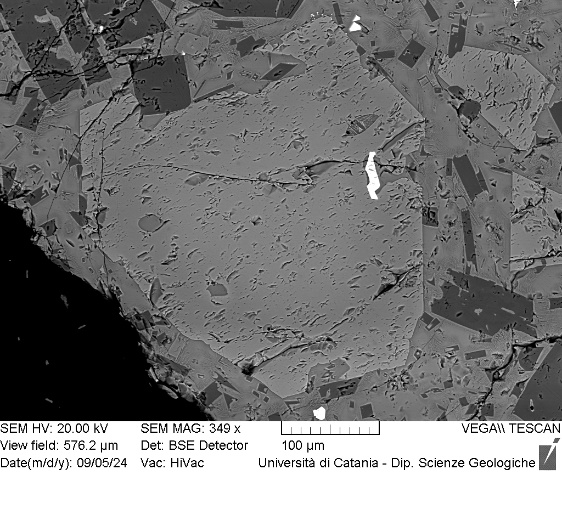 SEM HV: 20.00 kV SEM MAG: 349 x VEGA\\ TESCAN
View field: 576.2 µm Det: BSE Detector 100 µm
Date(m/d/y): 09/05/24 Vac: HiVac Università di Catania - Dip. Scienze Geologiche